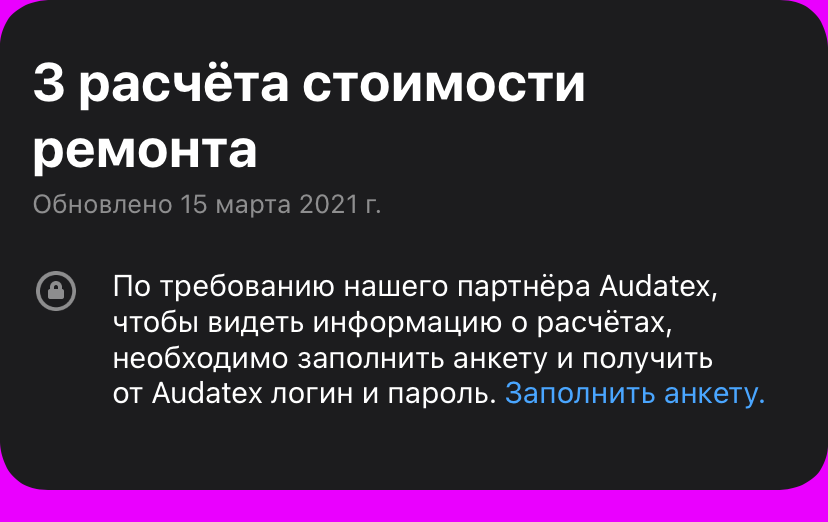 3 расчёта стоимости
ремонта
Обновлено 15 марта 2021 г.
По требованию нашего партнёра Audatex,
чтобы видеть информацию о расчётах,
необходимо заполнить анкету и получить
от Audatex логин и пароль. Заполнить анкету.